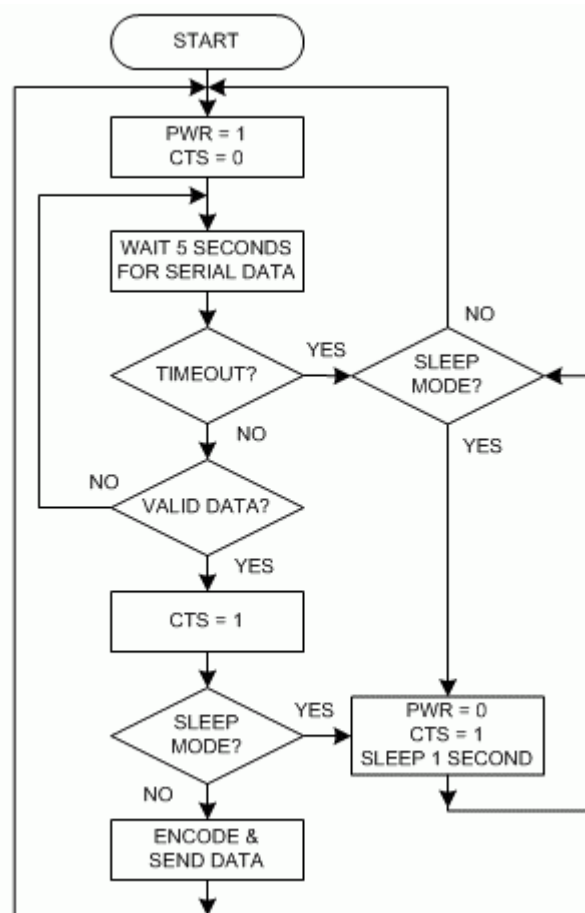 START
PWR = 1
CTS = 0
WAIT 5 SECONDS
FOR SERIAL DATA
TIMEOUT?
YES
NO
SLEEP
MODE?
NO
YES
VALID DATA?
NO
YES
CTS = 1
SLEEP
MODE?
YES
NO
PWR = 0
CTS = 1
SLEEP 1 SECOND
ENCODE &
SEND DATA